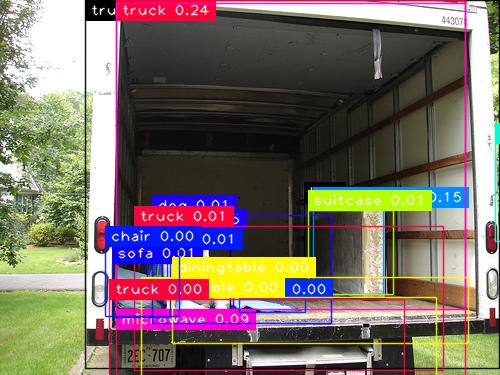 tru
truck 0.24
44307
0.15
suitcase 0.01
dog 0.01
truck 0.01
chair 0.00
0.01
sofa 0.01
diningtable 0.00
truck 0.00
ble 0.00
0.00
microwave 0.09
2EC-707